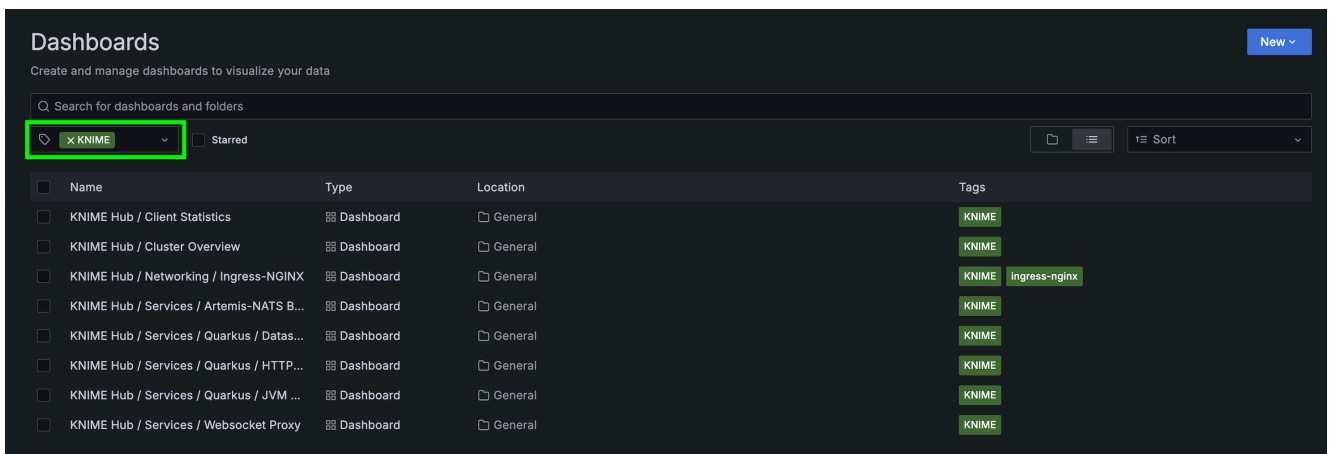 Dashboards
New
Create and manage dashboards to visualize your data
Search for dashboards and folders
KNIME Starred Sort
Name Type Location Tags
KNIME Hub / Client Statistics Dashboard General KNIME
KNIME Hub / Cluster Overview Dashboard General KNIME
KNIME Hub / Networking / Ingress-NGINX Dashboard General KNIME ingress-nginx
KNIME Hub / Services / Artemis-NATS B... Dashboard General KNIME
KNIME Hub / Services / Quarkus / Datas... Dashboard General KNIME
KNIME Hub / Services / Quarkus / HTTP... Dashboard General KNIME
KNIME Hub / Services / Quarkus / JVM ... Dashboard General KNIME
KNIME Hub / Services / Websocket Proxy Dashboard General KNIME